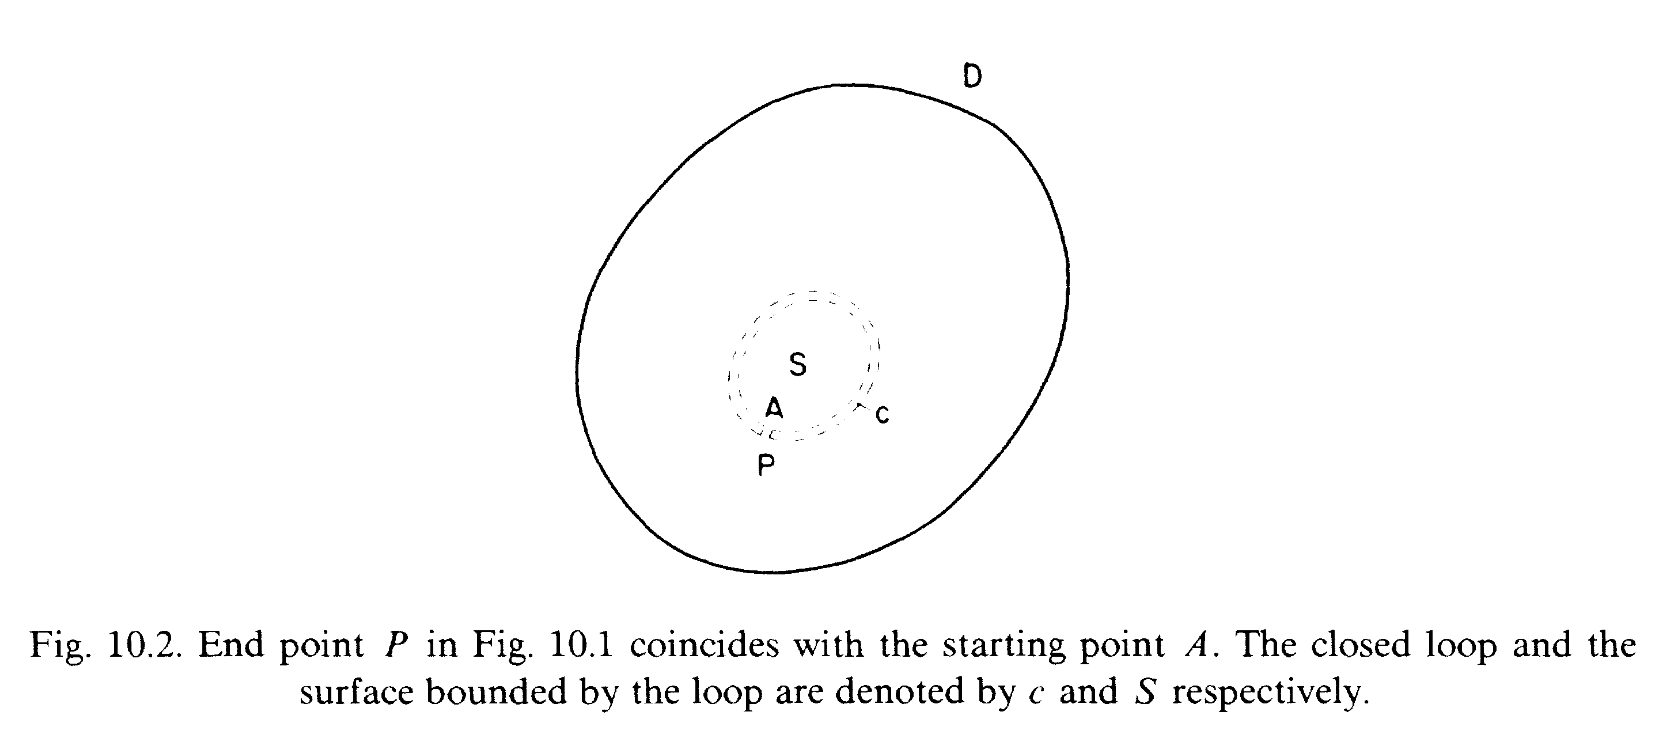 D
S
A
c
P
Fig. 10.2. End point P in Fig. 10.1 coincides with the starting point A. The closed loop and the
surface bounded by the loop are denoted by c and S respectively.